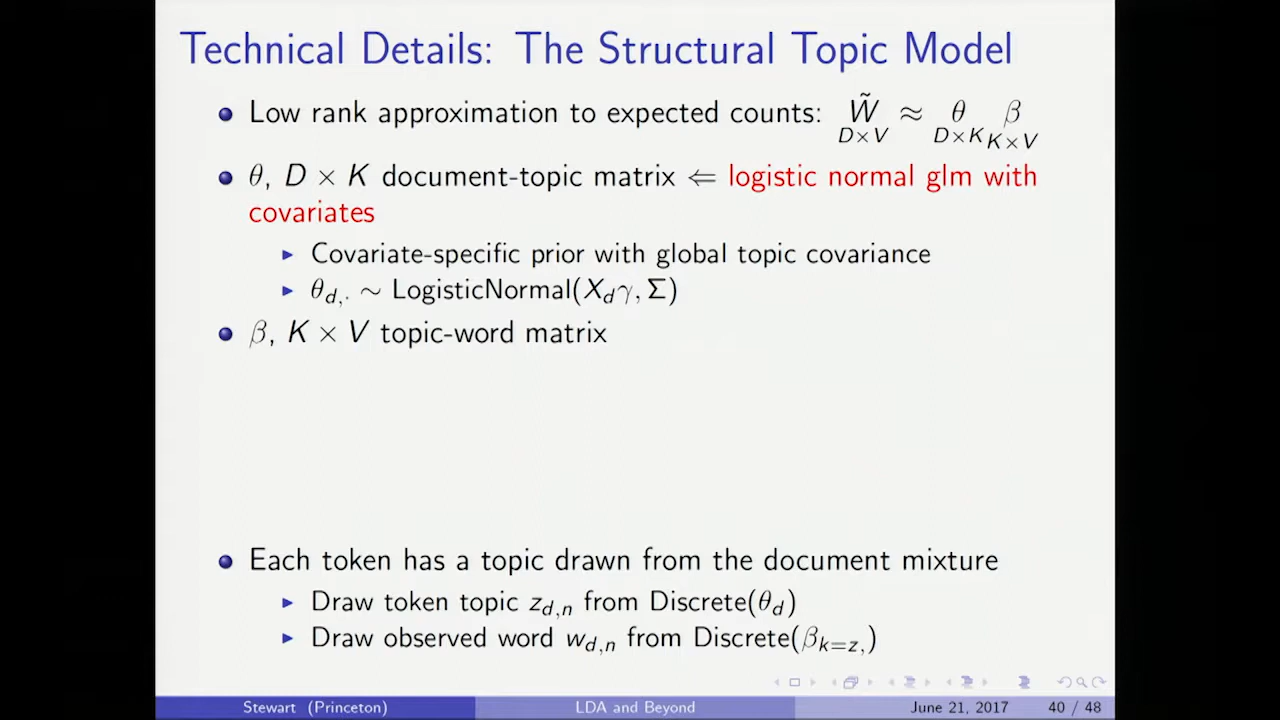 Technical Details: The Structural Topic Model
Low rank approximation to expected counts: W̃ ≈ θ β
D×V D×K K×V
θ, D × K document-topic matrix ⇐ logistic normal glm with
covariates
Covariate-specific prior with global topic covariance
θ_{d,·} ∼ LogisticNormal(X_dγ, Σ)
β, K × V topic-word matrix
Each token has a topic drawn from the document mixture
Draw token topic z_{d,n} from Discrete(θ_d)
Draw observed word w_{d,n} from Discrete(β_{k=z,})
Stewart (Princeton) LDA and Beyond June 21, 2017 40 / 48